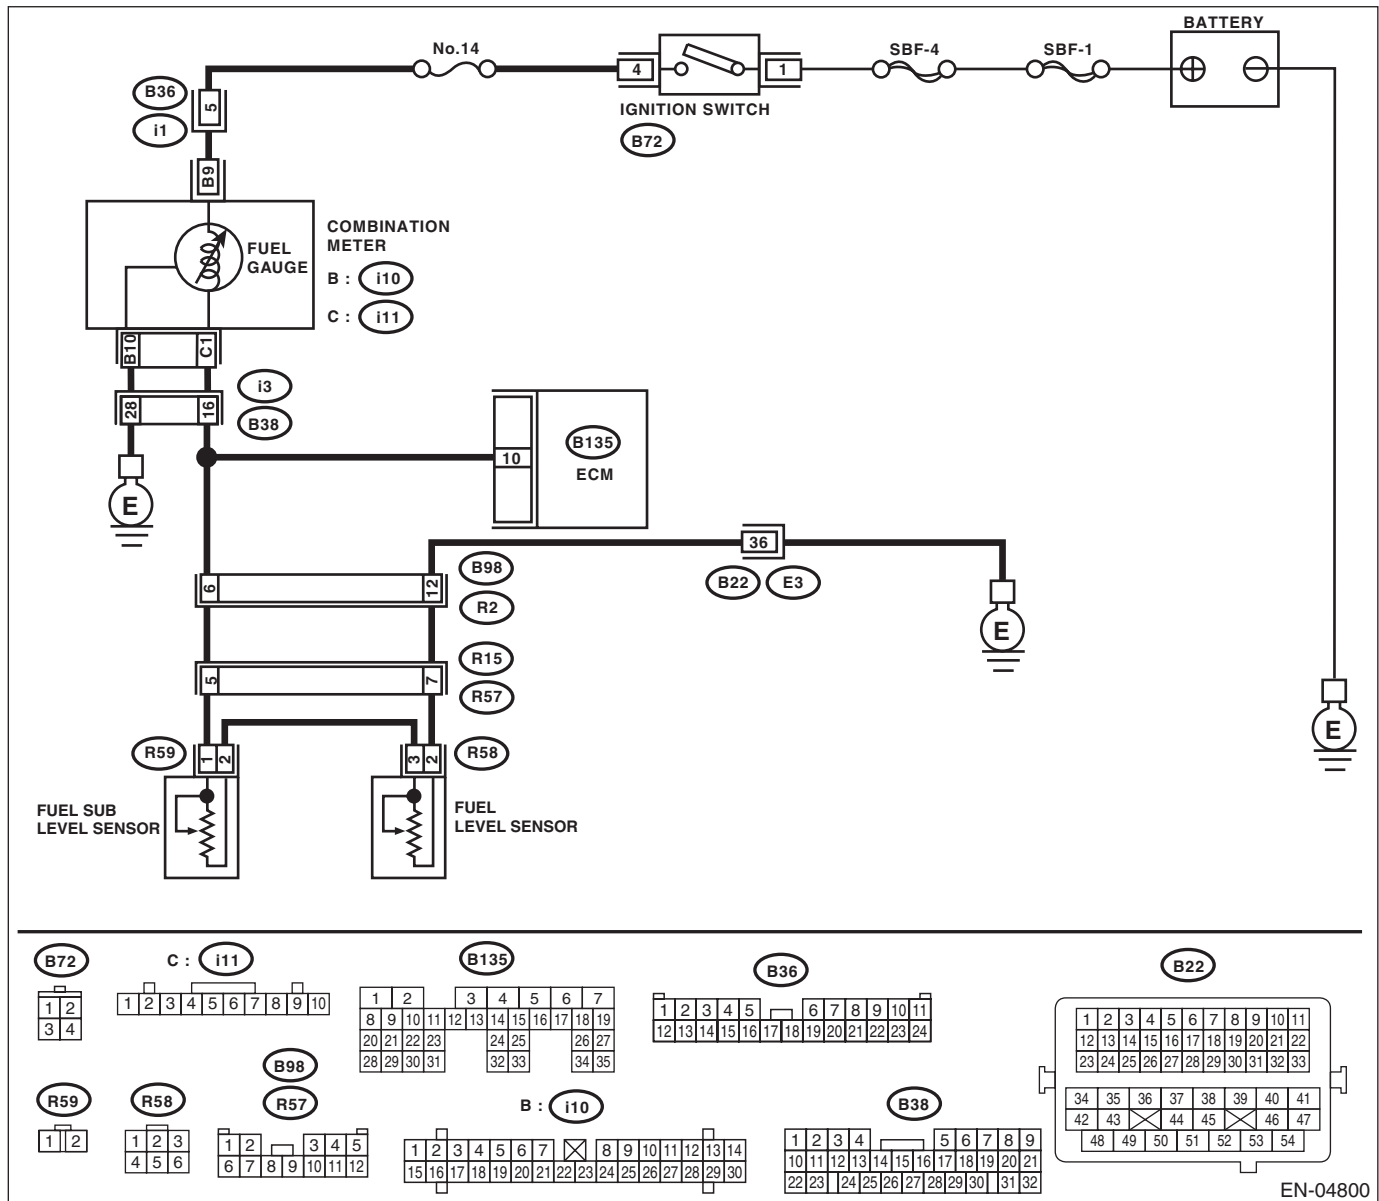 BATTERY
No.14
SBF-4
SBF-1
4
1
B36
5
i1
IGNITION SWITCH
B72
B9
FUEL
GAUGE
COMBINATION
METER
B : i10
C : i11
B10
C1
i3
28
16
B38
10
B135
ECM
E
36
B22 E3
B98
6
12
R2
E
R15
5
7
R57
R59
1 2
3 2
R58
E
FUEL SUB
LEVEL SENSOR
FUEL
LEVEL SENSOR
B72
1 2
3 4
C : i11
1 2 3 4 5 6 7 8 9 10
B135
1 2 3 4 5 6 7
8 9 10 11 12 13 14 15 16 17 18 19
20 21 22 23 24 25 26 27
28 29 30 31 32 33 34 35
B36
1 2 3 4 5 6 7 8 9 10 11
12 13 14 15 16 17 18 19 20 21 22 23 24
B22
1 2 3 4 5 6 7 8 9 10 11
12 13 14 15 16 17 18 19 20 21 22
23 24 25 26 27 28 29 30 31 32 33
34 35 36 37 38 39 40 41
42 43 44 45 46 47
48 49 50 51 52 53 54
R59
1 2
R58
1 2 3
4 5 6
B98
R57
1 2 3 4 5
6 7 8 9 10 11 12
B : i10
1 2 3 4 5 6 7 8 9 10 11 12 13 14
15 16 17 18 19 20 21 22 23 24 25 26 27 28 29 30
B38
1 2 3 4 5 6 7 8 9
10 11 12 13 14 15 16 17 18 19 20 21
22 23 24 25 26 27 28 29 30 31 32
EN-04800